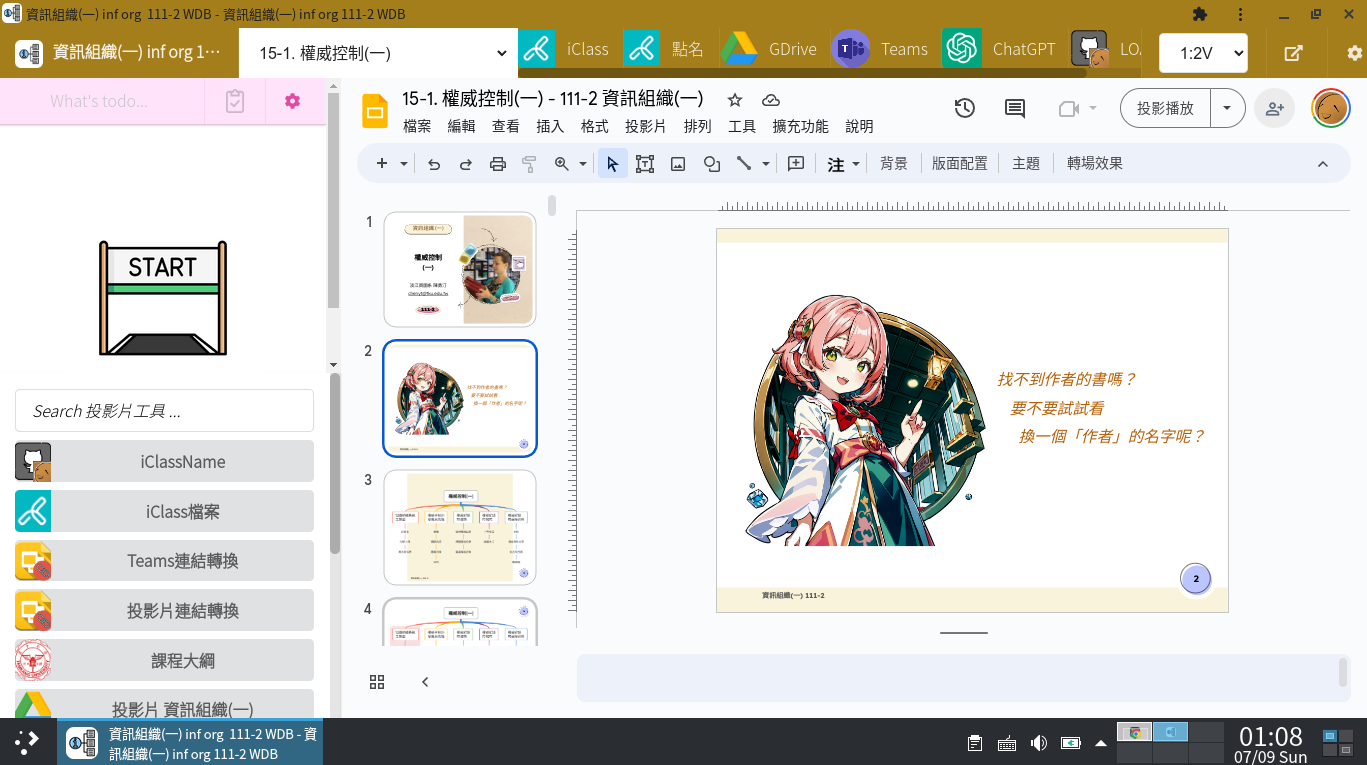 資訊組織(一) inf org  111-2 WDB - 資訊組織(一) inf org 111-2 WDB
資訊組織(一) inf org 1⋯
15-1. 權威控制(一)
iClass
點名
GDrive
Teams
ChatGPT
LO
1:2V
What's todo...
START
Search 投影片工具 ...
iClassName
iClass檔案
Teams連結轉換
投影片連結轉換
課程大綱
投影片 資訊組織(一)
15-1. 權威控制(一) - 111-2 資訊組織(一)
檔案 編輯 查看 插入 格式 投影片 排列 工具 擴充功能 說明
投影播放
注 背景 版面配置 主題 轉場效果
1
資訊組織(一)
權威控制
(一)
111-2
2
找不到作者的書嗎？
要不要試試看
換一個「作者」的名字呢？
3
權威控制(一)
4
權威控制(一)
找不到作者的書嗎？
要不要試試看
換一個「作者」的名字呢？
2
資訊組織(一) 111-2
資訊組織(一) inf org  111-2 WDB - 資
訊組織(一) inf org 111-2 WDB
01:08
07/09 Sun